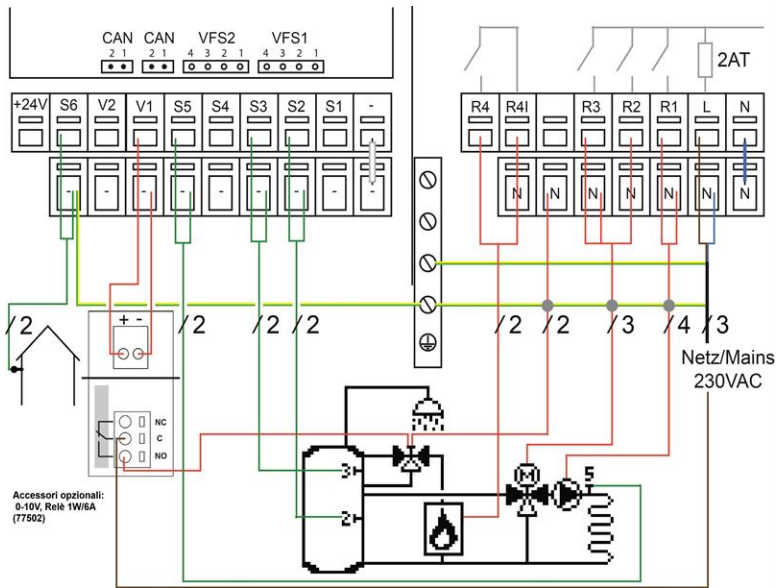 CAN CAN VFS2 VFS1
2 1 2 1 4 3 2 1 4 3 2 1
2AT
+24V S6 V2 V1 S5 S4 S3 S2 S1 -
R4 R4I R3 R2 R1 L N
- - - - - - - - -
N N N N N N N
2 2 2 2 2 2 3 4 3
+ -
Netz/Mains
230VAC
NC
C
NO
M
S
3
2
Accessori opzionali:
0-10V, Relè 1W/6A
(77502)